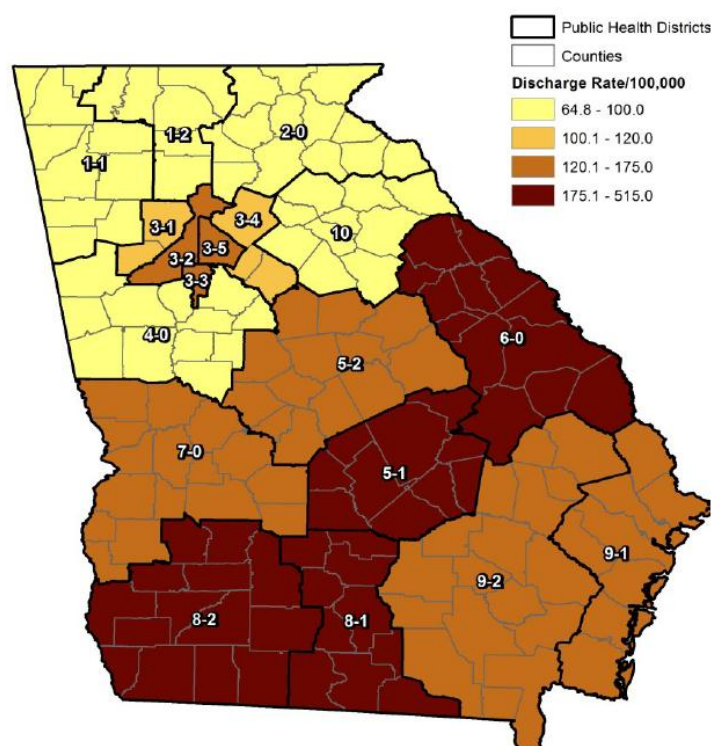 Public Health Districts
Counties
Discharge Rate/100,000
64.8 - 100.0
100.1 - 120.0
120.1 - 175.0
175.1 - 515.0
1-2
2-0
1-1
3-4
3-1
10
3-5
3-2
3-3
4-0
6-0
5-2
7-0
5-1
9-1
9-2
8-2
8-1